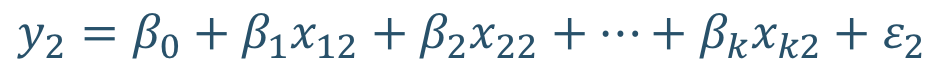 y₂ = β₀ + β₁x₁₂ + β₂x₂₂ + ⋯ + βₖxₖ₂ + ε₂